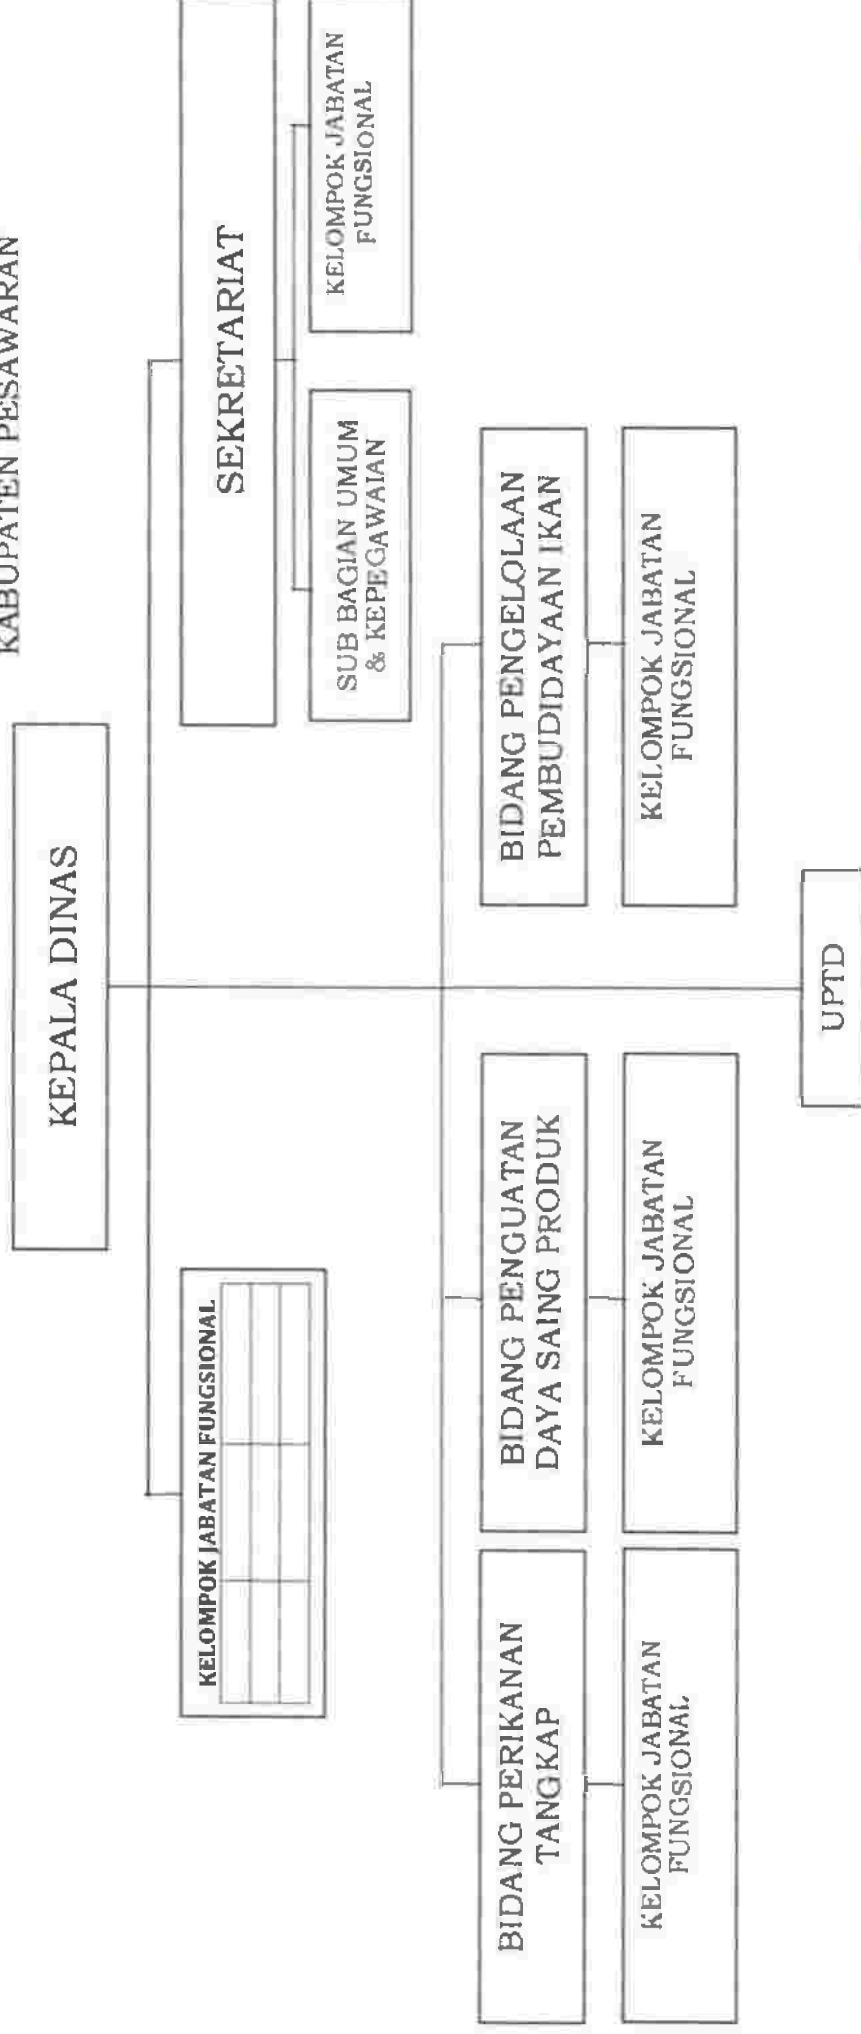 KABUPATEN PESAWARAN
KEPALA DINAS
KELOMPOK JABATAN FUNGSIONAL
SEKRETARIAT
SUB BAGIAN UMUM
& KEPEGAWAIAN
KELOMPOK JABATAN
FUNGSIONAL
BIDANG PERIKANAN
TANGKAP
BIDANG PENGUATAN
DAYA SAING PRODUK
BIDANG PENGELOLAAN
PEMBUDIDAYAAN IKAN
KELOMPOK JABATAN
FUNGSIONAL
KELOMPOK JABATAN
FUNGSIONAL
KELOMPOK JABATAN
FUNGSIONAL
UPTD